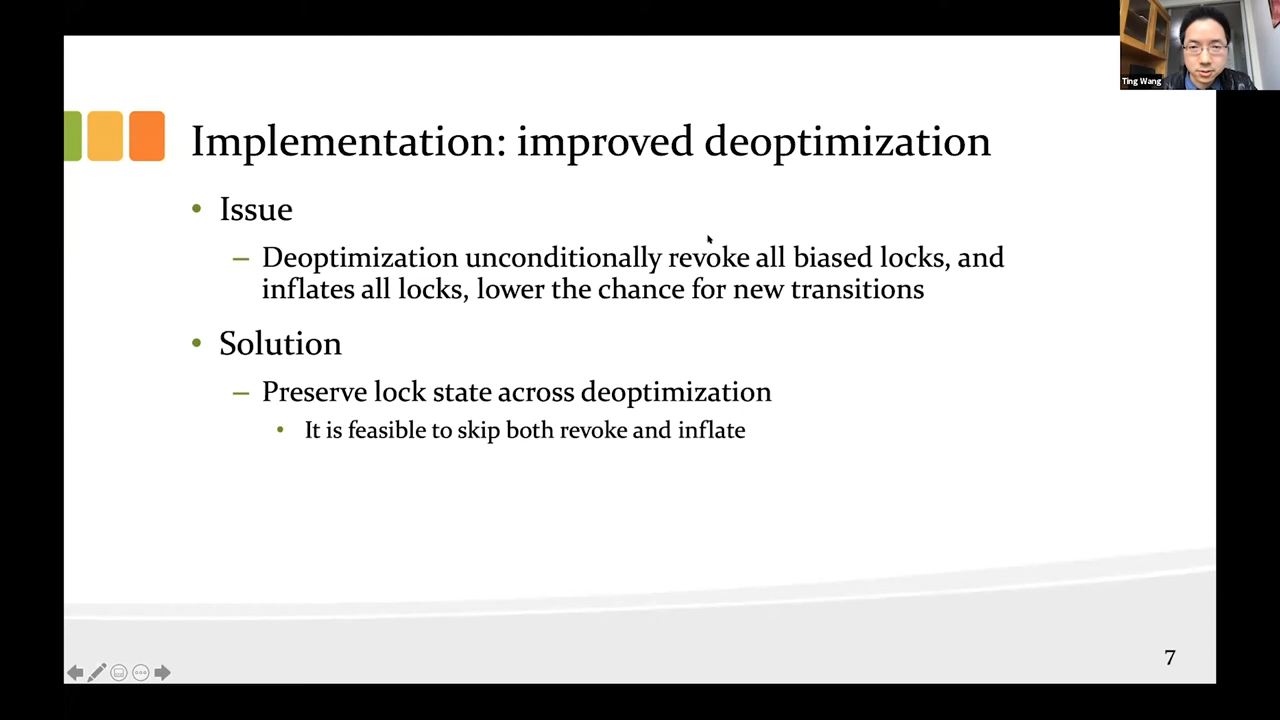 Ting Wang
Implementation: improved deoptimization
• Issue
– Deoptimization unconditionally revoke all biased locks, and
inflates all locks, lower the chance for new transitions
• Solution
– Preserve lock state across deoptimization
• It is feasible to skip both revoke and inflate
7